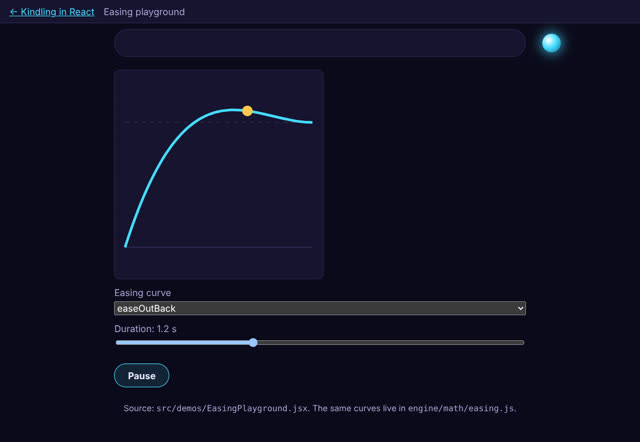 ← Kindling in React Easing playground
Easing curve
easeOutBack
Duration: 1.2 s
Pause
Source: src/demos/EasingPlayground.jsx. The same curves live in engine/math/easing.js.